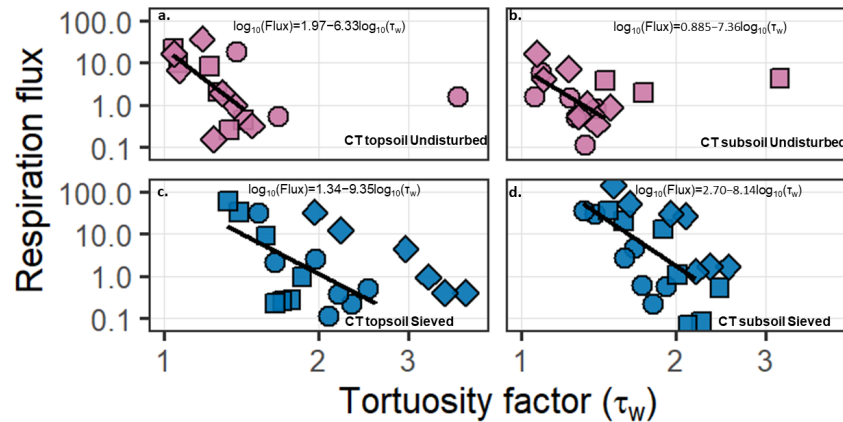 a.
log10(Flux)=1.97−6.33log10(τw)
100.0
10.0
1.0
0.1
CT topsoil Undisturbed
b.
log10(Flux)=0.885−7.36log10(τw)
CT subsoil Undisturbed
Respiration flux
c.
log10(Flux)=1.34−9.35log10(τw)
100.0
10.0
1.0
0.1
CT topsoil Sieved
d.
log10(Flux)=2.70−8.14log10(τw)
CT subsoil Sieved
1 2 3
1 2 3
Tortuosity factor (τw)